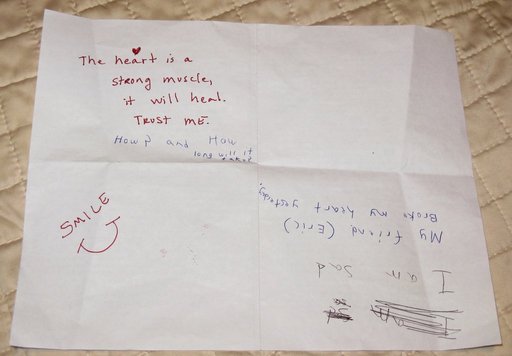 The heart is a
strong muscle,
it will heal.
TRUST ME.
How? and How
long will it
SMILE
I am sad
My friend (Eric)
Broke my heart yesterday.